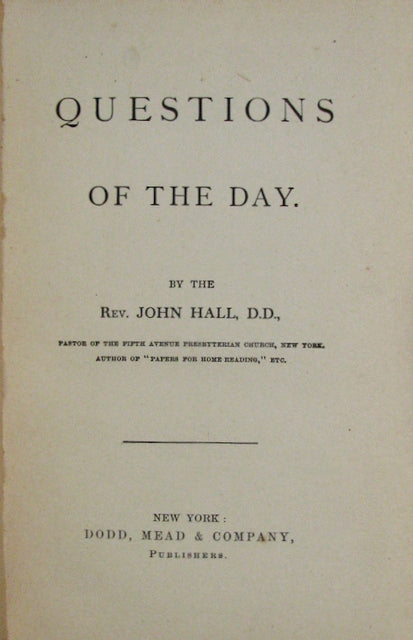 QUESTIONS
OF THE DAY.
BY THE
REV. JOHN HALL, D.D.,
PASTOR OF THE FIFTH AVENUE PRESBYTERIAN CHURCH, NEW YORK,
AUTHOR OF "PAPERS FOR HOME READING," ETC.
NEW YORK:
DODD, MEAD & COMPANY,
PUBLISHERS.